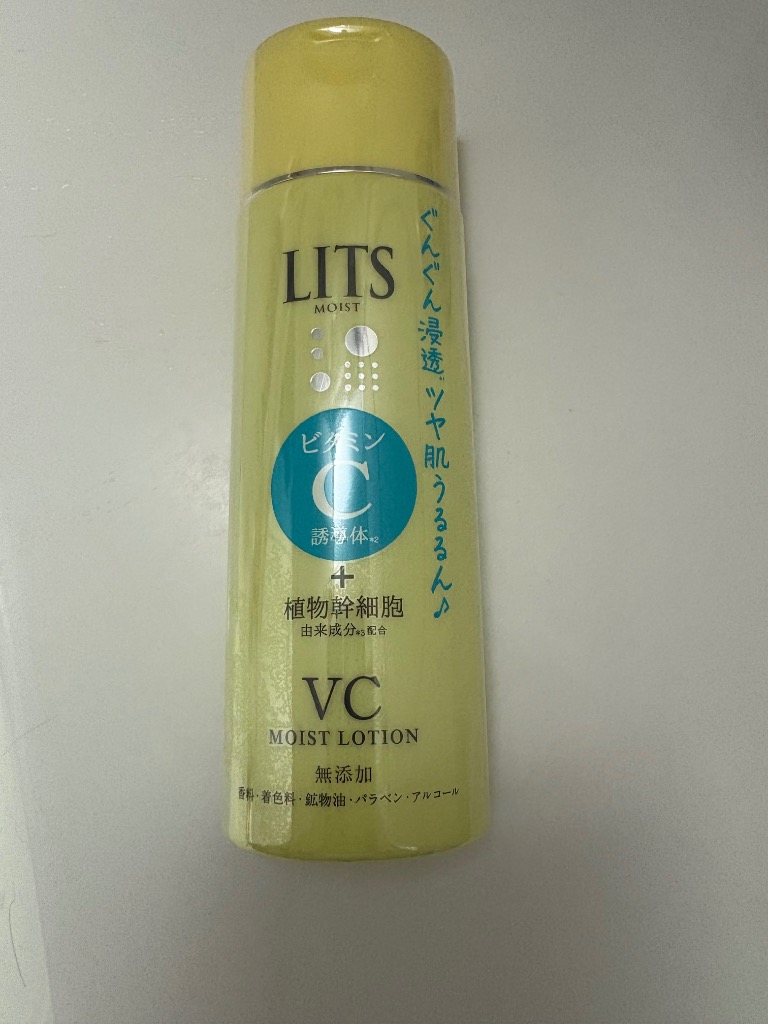 LITS
MOIST
ぐんぐん浸透ツヤ肌うるるん♪
ビタミン
C
誘導体※2
+
植物幹細胞
由来成分※3配合
VC
MOIST LOTION
無添加
香料・着色料・鉱物油・パラベン・アルコール